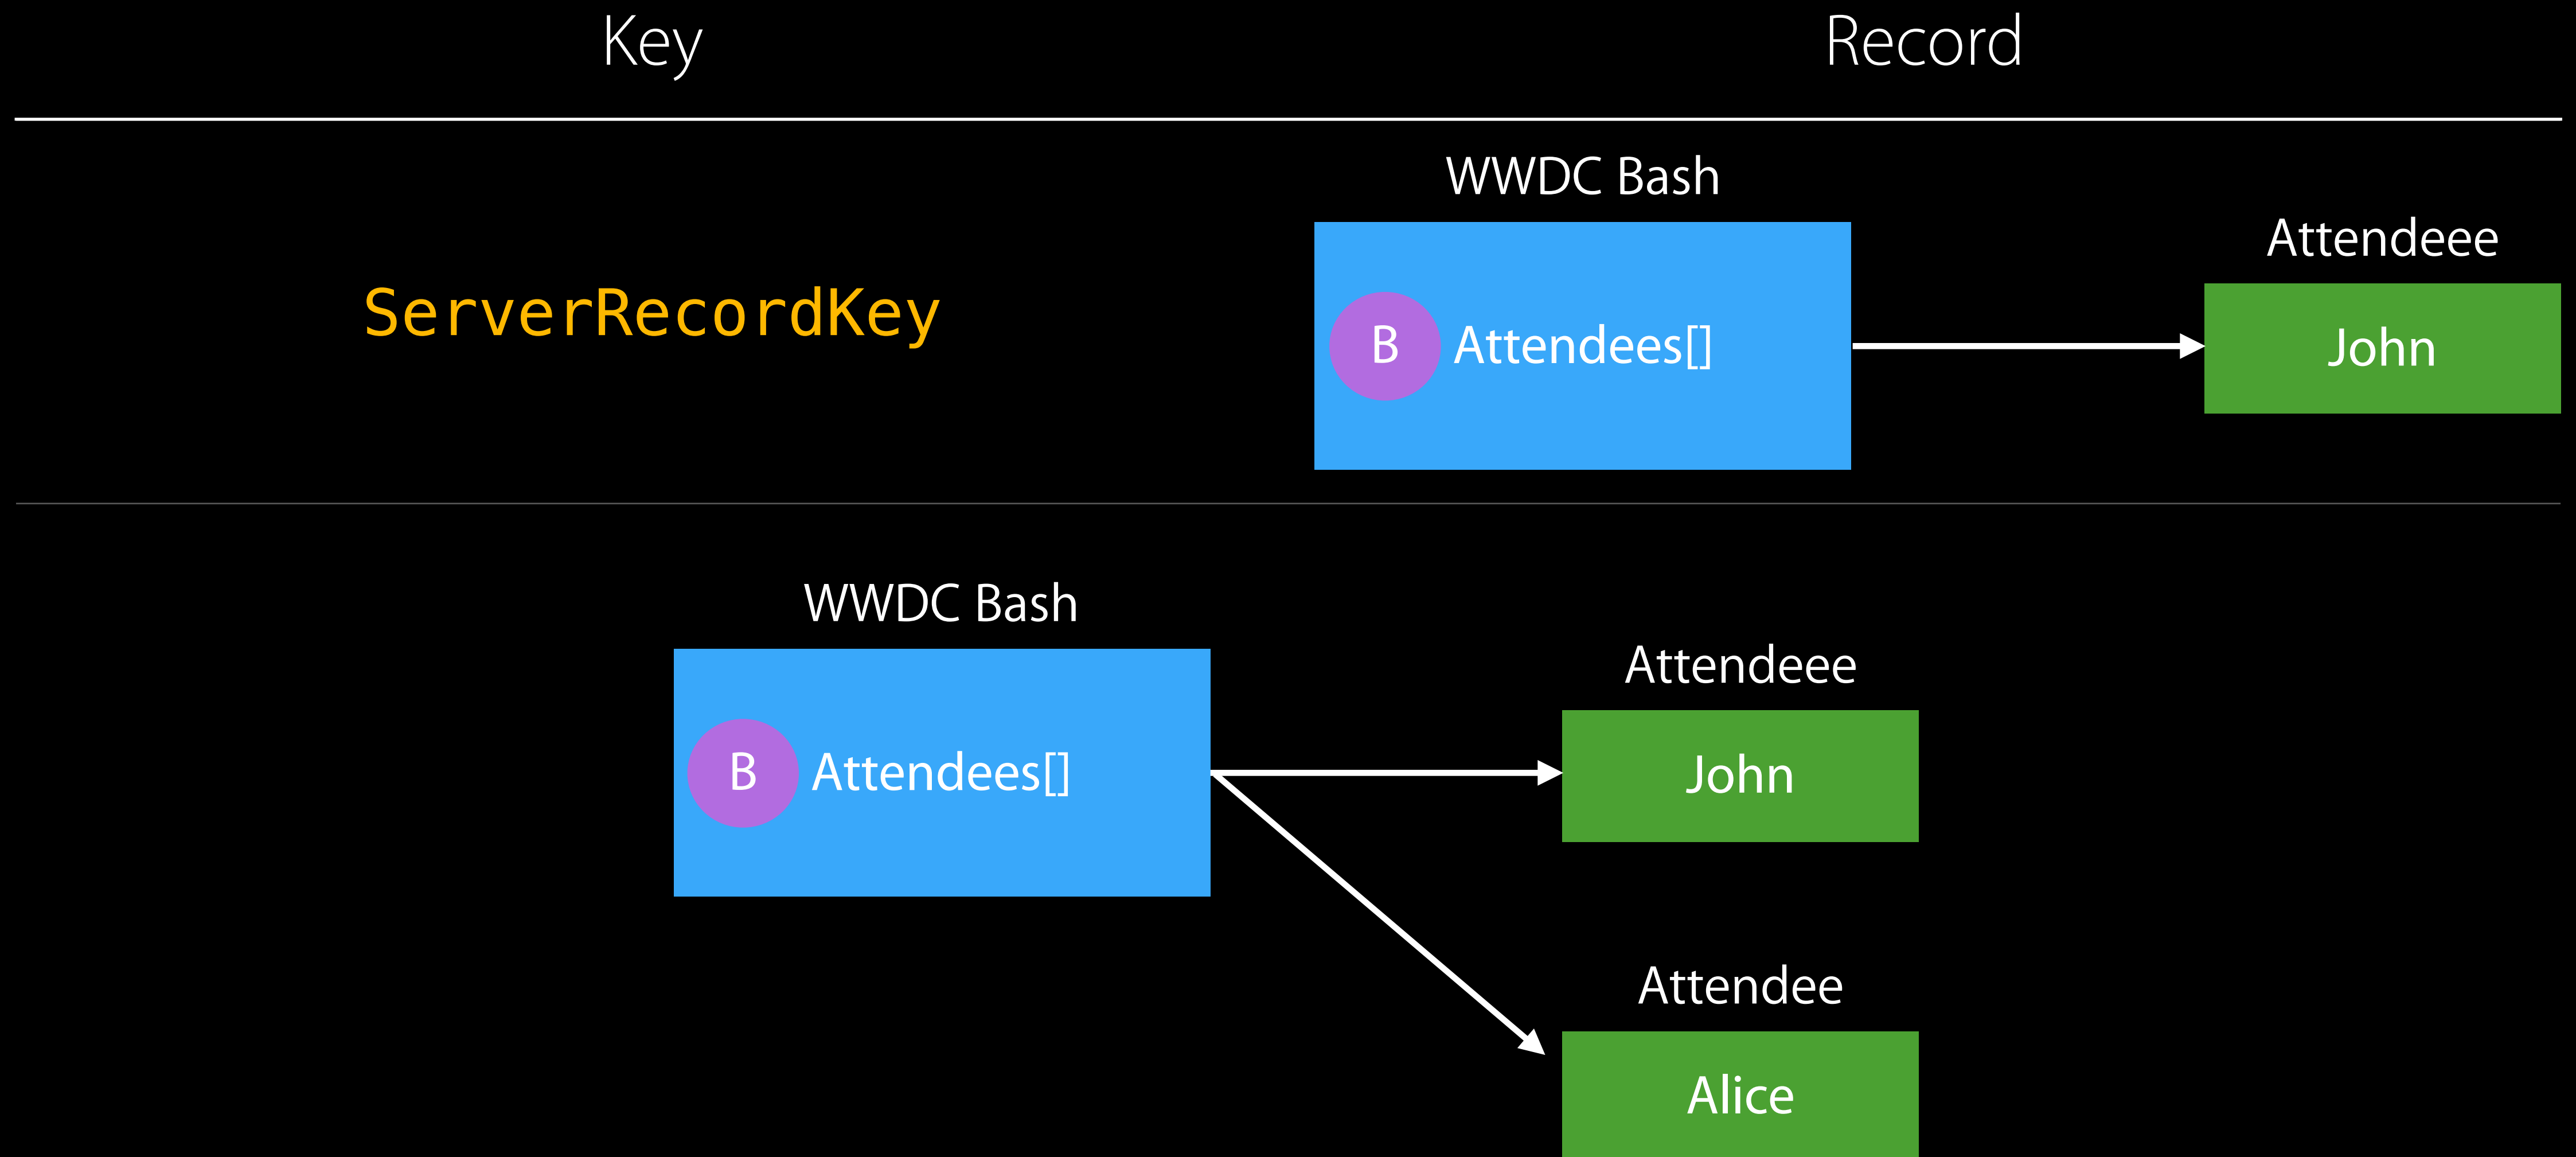 Key
Record
WWDC Bash
Attendeee
ServerRecordKey
B Attendees[]
John
WWDC Bash
Attendeee
B Attendees[]
John
Attendee
Alice